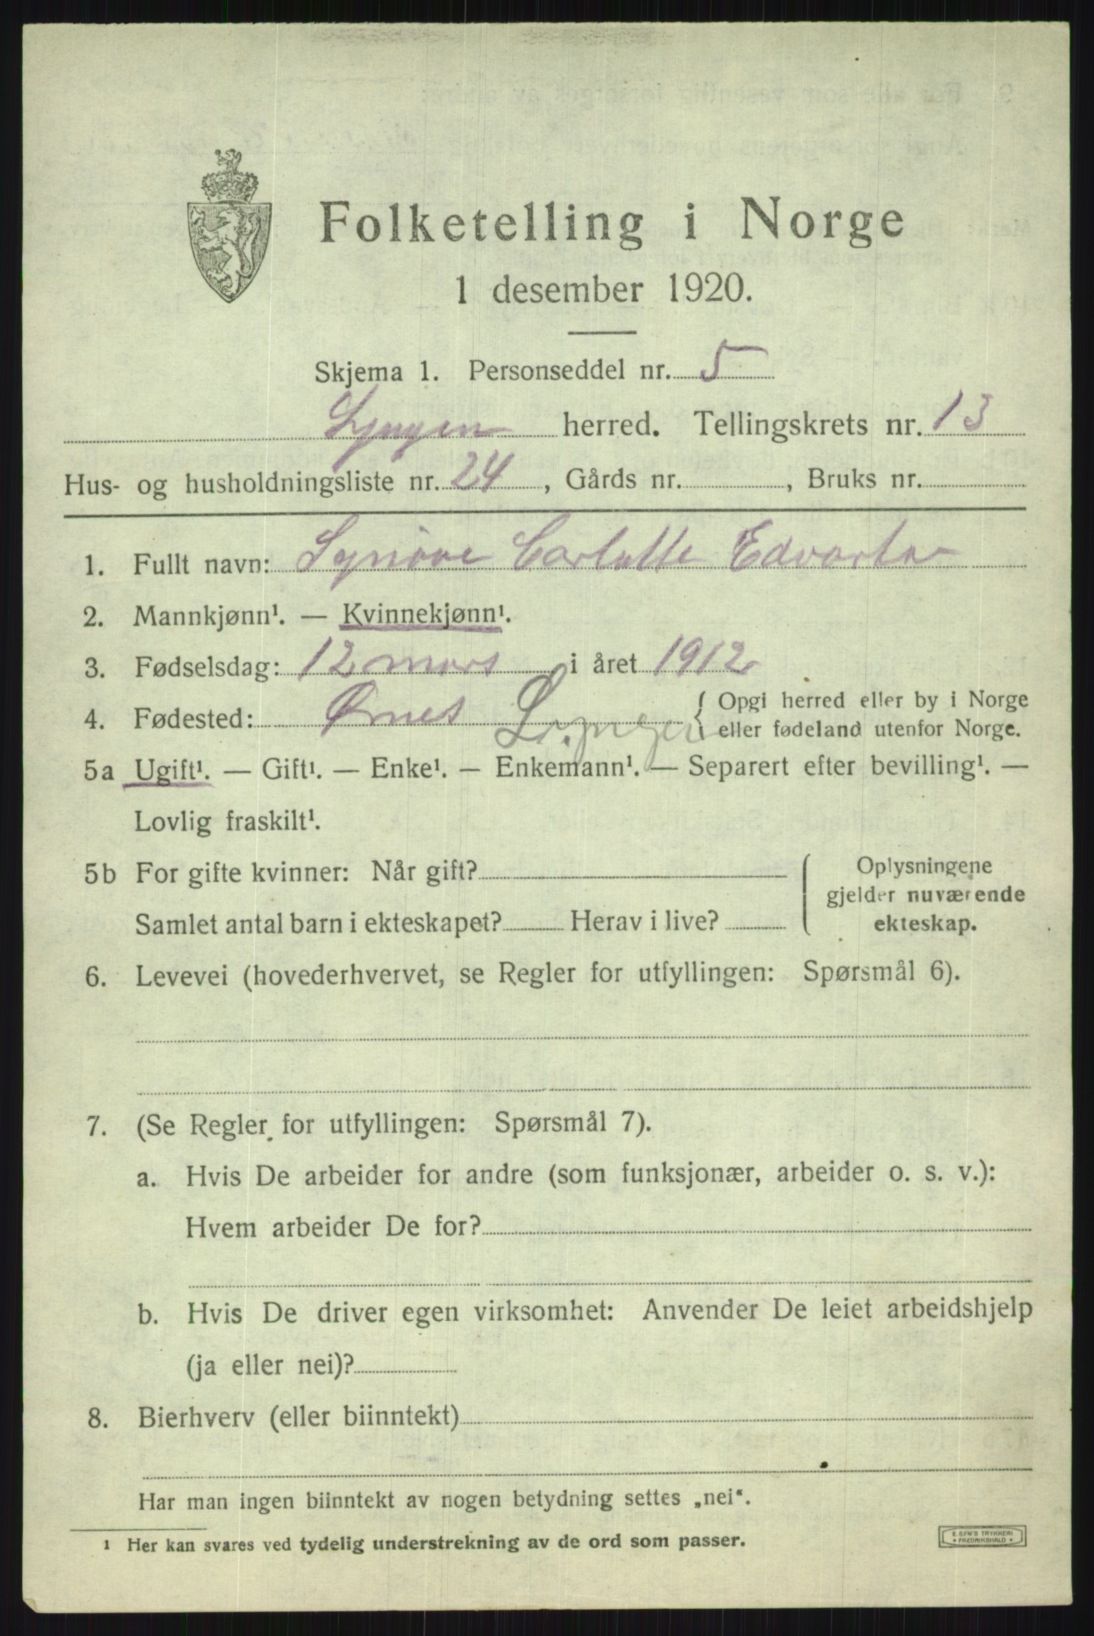 Folketelling i Norge
1 desember 1920.
Skjema 1. Personseddel nr. 5
Lyngen herred. Tellingskrets nr. 13
Hus- og husholdningsliste nr. 24, Gårds nr. , Bruks nr.
1. Fullt navn: Synøve Carlotte
2. Mannkjønn¹. — Kvinnekjønn¹.
3. Fødselsdag: 12 mars i året 1912
4. Fødested: Ørnes Lyngen { Opgi herred eller by i Norge
eller fødeland utenfor Norge.
5a Ugift¹. — Gift¹. — Enke¹. — Enkemann¹. — Separert efter bevilling¹. —
Lovlig fraskilt¹.
5b For gifte kvinner: Når gift? { Oplysningene
gjelder nuværende
Samlet antal barn i ekteskapet? Herav i live? ekteskap.
6. Levevei (hovederhvervet, se Regler for utfyllingen: Spørsmål 6).
7. (Se Regler for utfyllingen: Spørsmål 7).
a. Hvis De arbeider for andre (som funksjonær, arbeider o. s. v.):
Hvem arbeider De for?
b. Hvis De driver egen virksomhet: Anvender De leiet arbeidshjelp
(ja eller nei)?
8. Bierhverv (eller biinntekt)
Har man ingen biinntekt av nogen betydning settes „nei“.
¹ Her kan svares ved tydelig understrekning av de ord som passer.